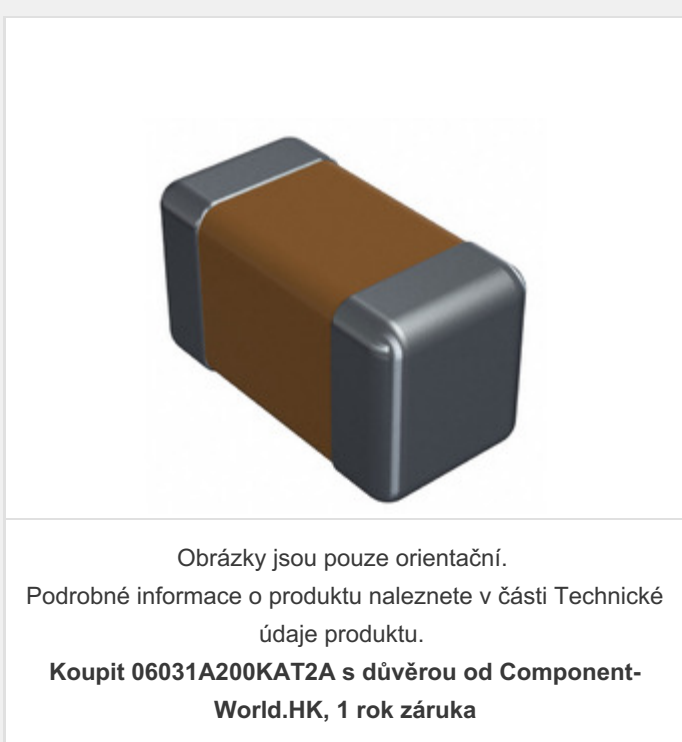 Obrázky jsou pouze orientační.
Podrobné informace o produktu naleznete v části Technické
údaje produktu.
Koupit 06031A200KAT2A s důvěrou od Component-
World.HK, 1 rok záruka